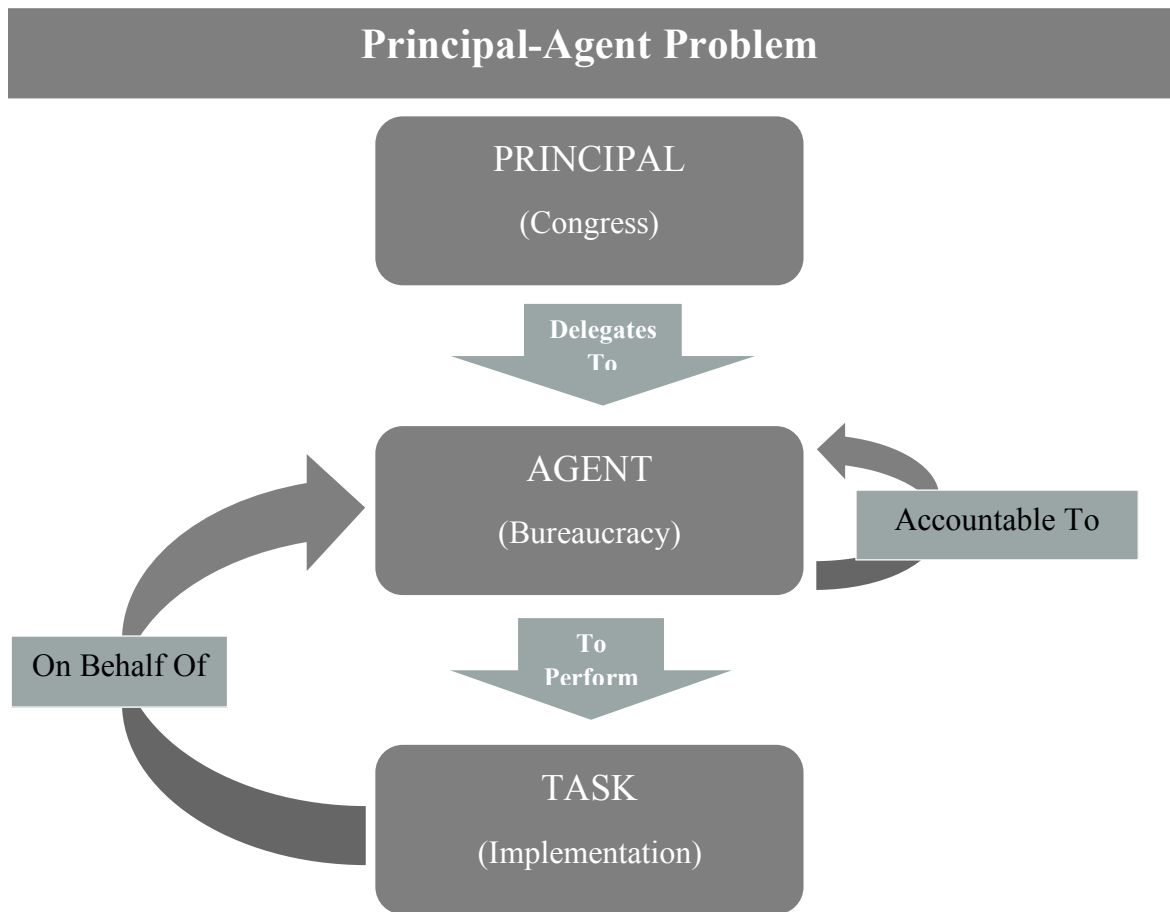 Principal-Agent Problem
PRINCIPAL
(Congress)
Delegates
To
AGENT
(Bureaucracy)
Accountable To
To
Perform
On Behalf Of
TASK
(Implementation)